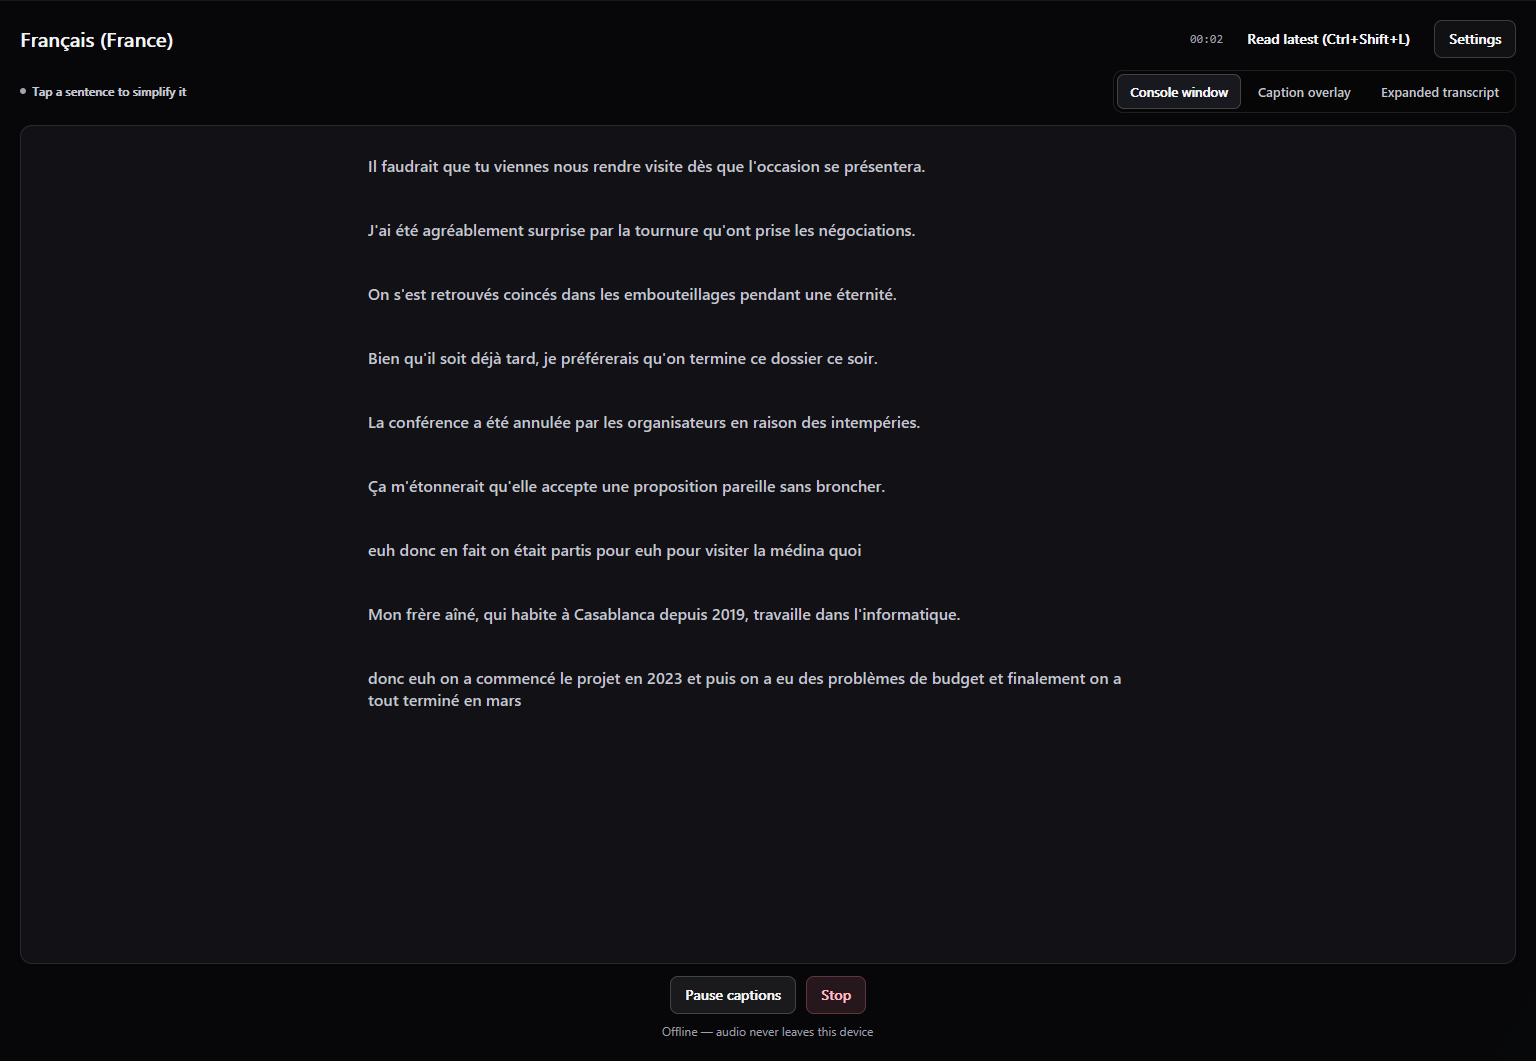 Français (France)
00:02
Read latest (Ctrl+Shift+L)
Settings
Tap a sentence to simplify it
Console window
Caption overlay
Expanded transcript
Il faudrait que tu viennes nous rendre visite dès que l'occasion se présentera.
J'ai été agréablement surprise par la tournure qu'ont prise les négociations.
On s'est retrouvés coincés dans les embouteillages pendant une éternité.
Bien qu'il soit déjà tard, je préférerais qu'on termine ce dossier ce soir.
La conférence a été annulée par les organisateurs en raison des intempéries.
Ça m'étonnerait qu'elle accepte une proposition pareille sans broncher.
euh donc en fait on était partis pour euh pour visiter la médina quoi
Mon frère aîné, qui habite à Casablanca depuis 2019, travaille dans l'informatique.
donc euh on a commencé le projet en 2023 et puis on a eu des problèmes de budget et finalement on a
tout terminé en mars
Pause captions
Stop
Offline — audio never leaves this device